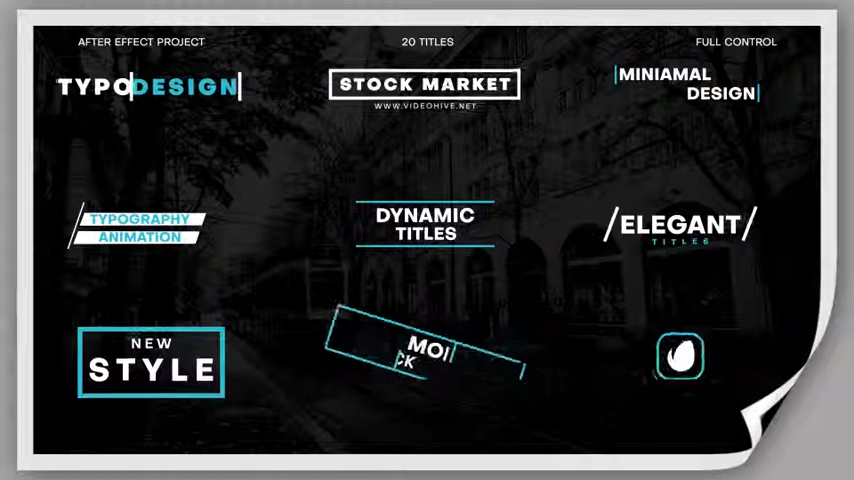 AFTER EFFECT PROJECT
20 TITLES
FULL CONTROL
TYPODESIGN
STOCK MARKET
WWW.VIDEOHIVE.NET
MINIAMAL
DESIGN
TYPOGRAPHY
ANIMATION
DYNAMIC
TITLES
ELEGANT
TITLES
NEW
STYLE